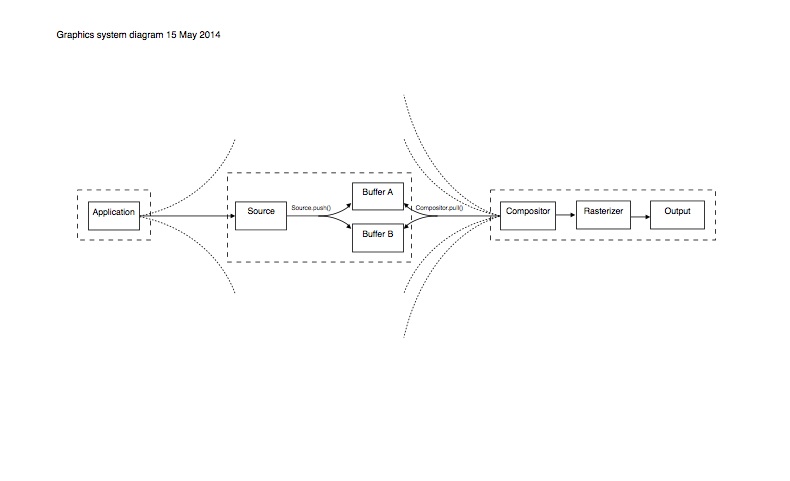 Graphics system diagram 15 May 2014
Application
Source
Source.push()
Buffer A
Buffer B
Compositor.pull()
Compositor
Rasterizer
Output